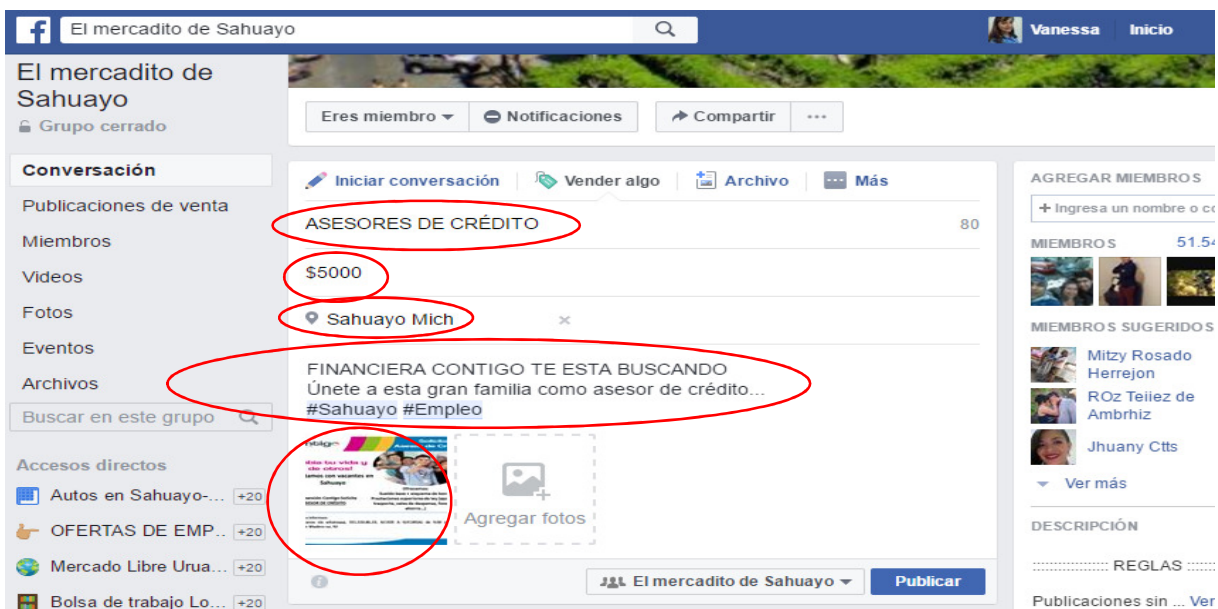 El mercadito de Sahuayo
Vanessa Inicio
El mercadito de
Sahuayo
Grupo cerrado
Conversación
Publicaciones de venta
Miembros
Videos
Fotos
Eventos
Archivos
Buscar en este grupo
Accesos directos
Autos en Sahuayo-... +20
OFERTAS DE EMP.. +20
Mercado Libre Urua... +20
Bolsa de trabajo Lo... +20
Eres miembro Notificaciones Compartir ...
Iniciar conversación Vender algo Archivo Más
ASESORES DE CRÉDITO 80
$5000
Sahuayo Mich ×
FINANCIERA CONTIGO TE ESTA BUSCANDO
Únete a esta gran familia como asesor de crédito...
#Sahuayo #Empleo
Agregar fotos
El mercadito de Sahuayo Publicar
AGREGAR MIEMBROS
+ Ingresa un nombre o co
MIEMBROS 51.54
MIEMBROS SUGERIDOS
Mitzy Rosado
Herrejon
ROz Teiiez de
Ambrhiz
Jhuany Ctts
Ver más
DESCRIPCIÓN
:::::::::::::::: REGLAS ::::::
Publicaciones sin ... Ver